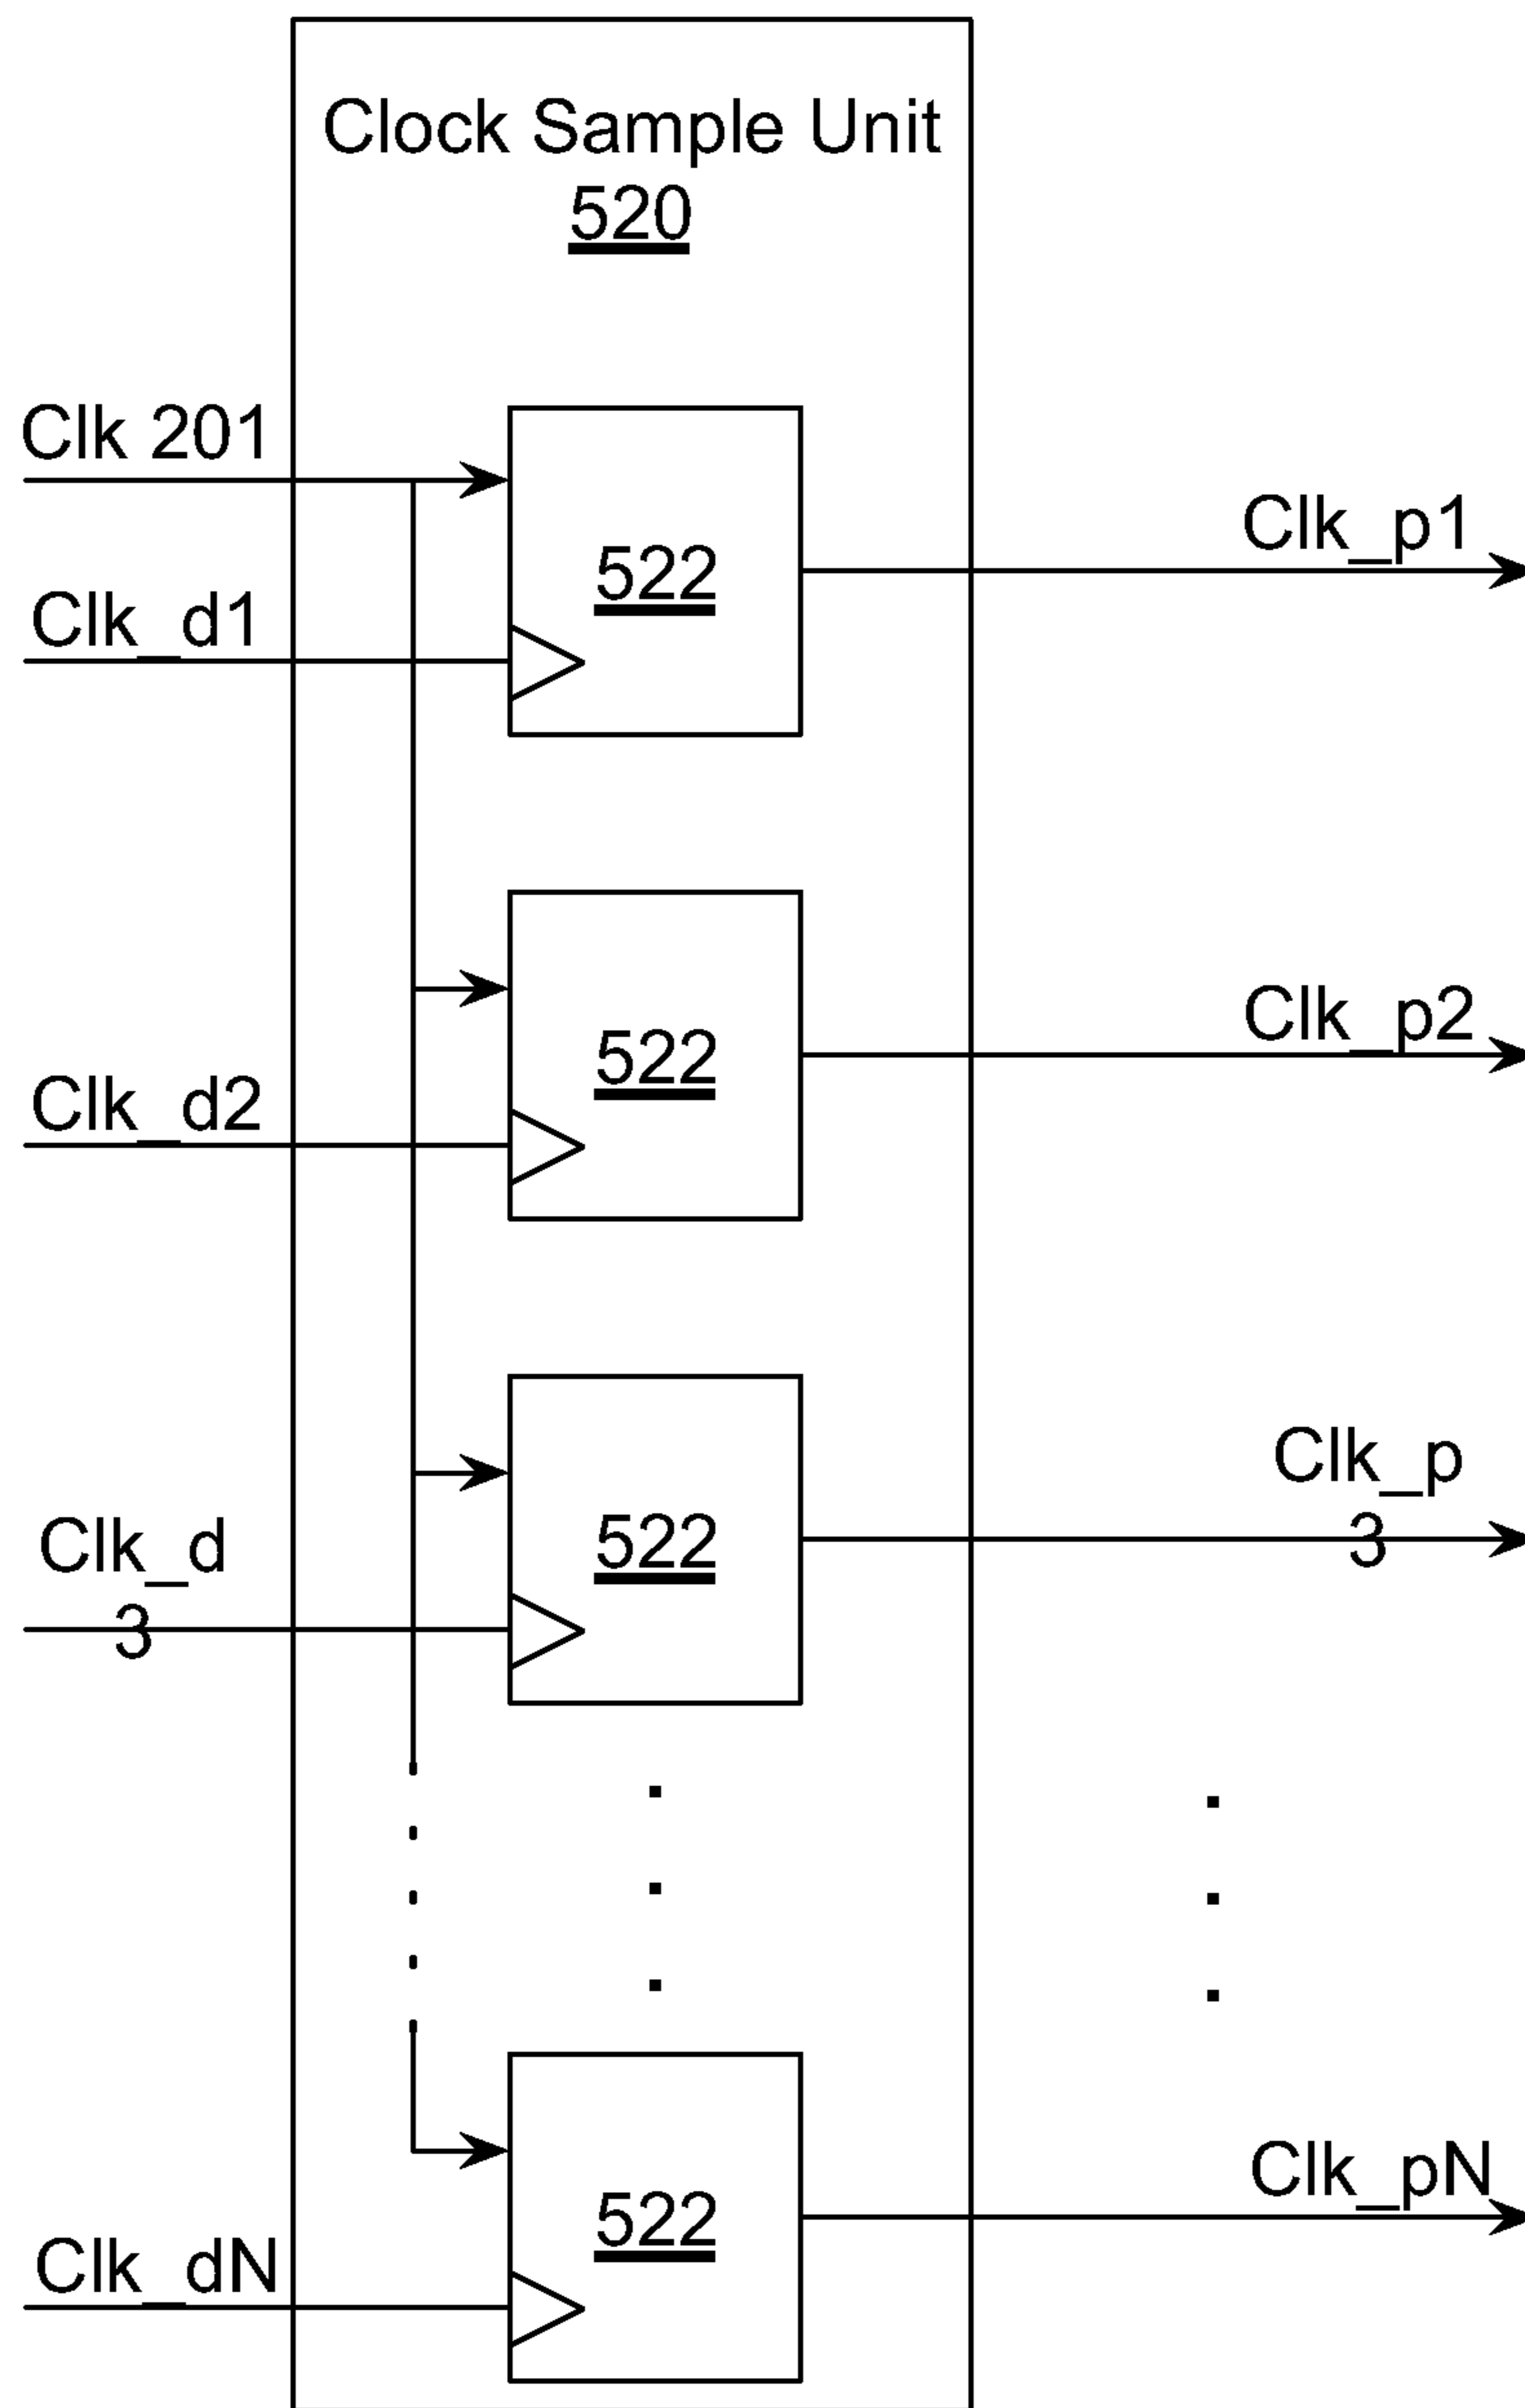 Clock Sample Unit
520
Clk 201
Clk_p1
522
Clk_d1
Clk_p2
522
Clk_d2
Clk_p
3
522
Clk_d
3
Clk_pN
522
Clk_dN